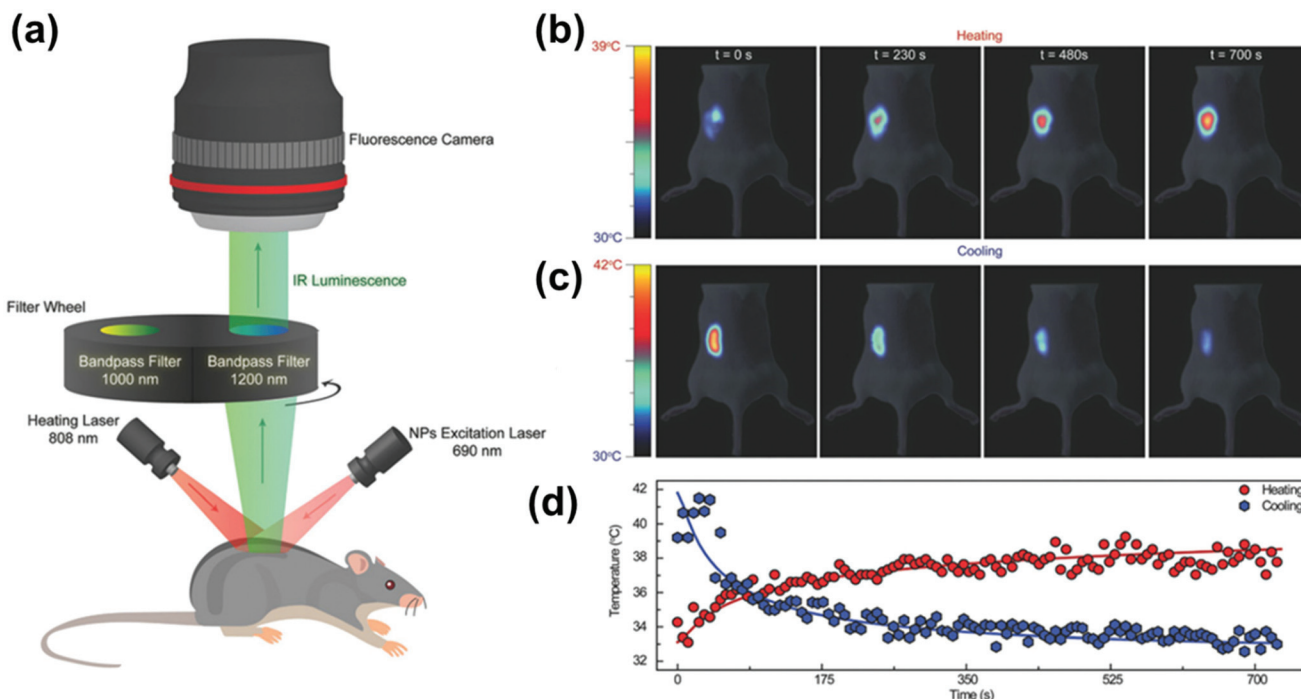 (a)
Fluorescence Camera
IR Luminescence
Filter Wheel
Bandpass Filter
1000 nm
Bandpass Filter
1200 nm
Heating Laser
808 nm
NPs Excitation Laser
690 nm
(b)
Heating
39°C
30°C
t = 0 s
t = 230 s
t = 480s
t = 700 s
(c)
Cooling
42°C
30°C
(d)
Temperature (°C)
42
40
38
36
34
32
Heating
Cooling
0
175
350
525
700
Time (s)